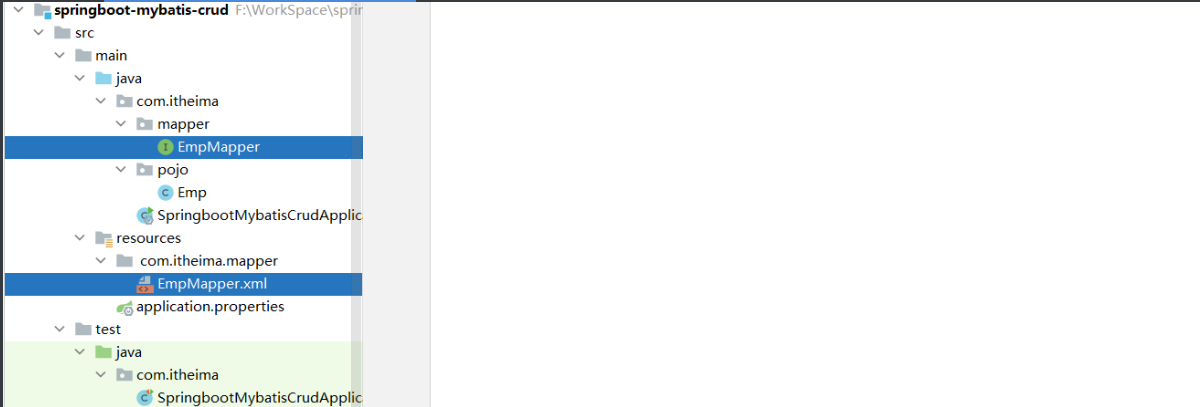 springboot-mybatis-crud F:\WorkSpace\sprin
src
main
java
com.itheima
mapper
EmpMapper
pojo
Emp
SpringbootMybatisCrudApplic
resources
com.itheima.mapper
EmpMapper.xml
application.properties
test
java
com.itheima
SpringbootMybatisCrudApplic